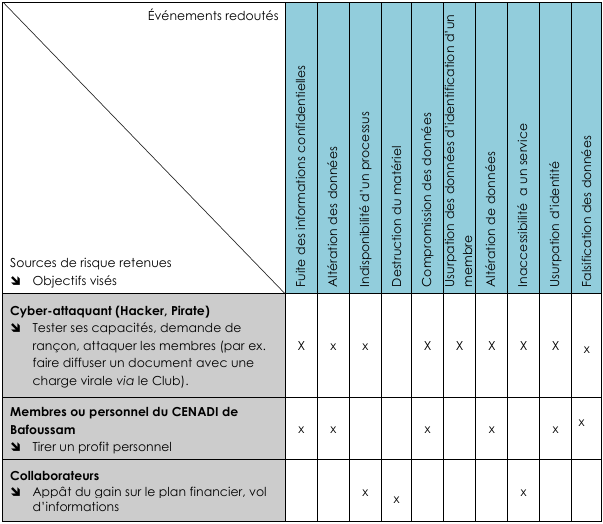 Événements redoutés
Sources de risque retenues
➘ Objectifs visés
Fuite des informations confidentielles
Altération des données
Indisponibilité d'un processus
Destruction du matériel
Compromission des données
Usurpation des données d'identification d'un
membre
Altération de données
Inaccessibilité a un service
Usurpation d'identité
Falsification des données
Cyber-attaquant (Hacker, Pirate)
➘ Tester ses capacités, demande de
rançon, attaquer les membres (par ex.
faire diffuser un document avec une
charge virale via le Club).
X x x X X X X X x
Membres ou personnel du CENADI de
Bafoussam
➘ Tirer un profit personnel
x x x x x x
Collaborateurs
➘ Appât du gain sur le plan financier, vol
d'informations
x x x